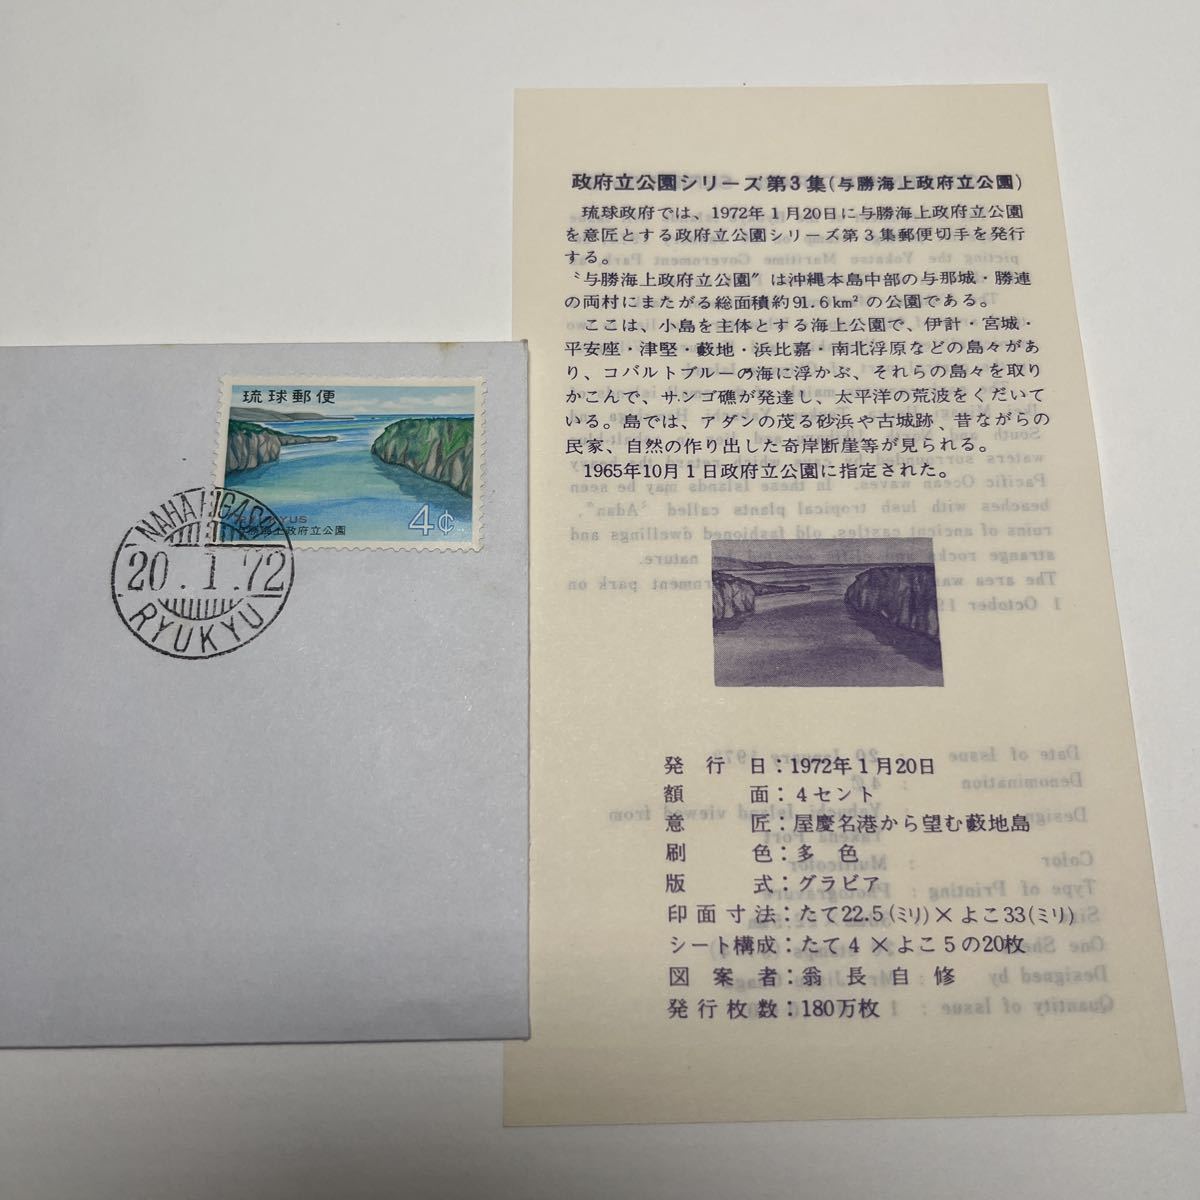 琉球郵便
4¢
与勝海上政府立公園
NAHA HIGASHI
20.1.72
RYUKYU
政府立公園シリーズ第3集(与勝海上政府立公園)
琉球政府では、1972年1月20日に与勝海上政府立公園
を意匠とする政府立公園シリーズ第3集郵便切手を発行
する。
〝与勝海上政府立公園〞は沖縄本島中部の与那城・勝連
の両村にまたがる総面積約91.6km²の公園である。
ここは、小島を主体とする海上公園で、伊計・宮城・
平安座・津堅・藪地・浜比嘉・南北浮原などの島々があ
り、コバルトブルーの海に浮かぶ、それらの島々を取り
かこんで、サンゴ礁が発達し、太平洋の荒波をくだいて
いる。島では、アダンの茂る砂浜や古城跡、昔ながらの
民家、自然の作り出した奇岸断崖等が見られる。
1965年10月1日政府立公園に指定された。
発行日：1972年1月20日
額面：4セント
意匠：屋慶名港から望む藪地島
刷色：多色
版式：グラビア
印面寸法：たて22.5(ミリ)×よこ33(ミリ)
シート構成：たて4×よこ5の20枚
図案者：翁長自修
発行枚数：180万枚